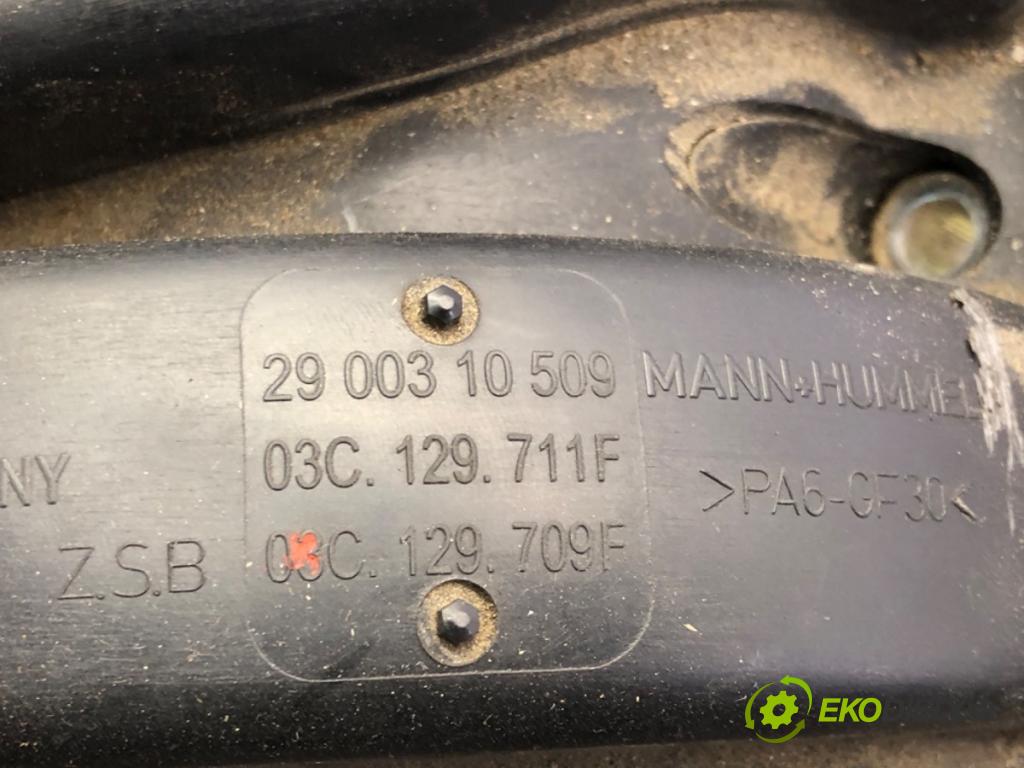 29 003 10 509 MANN+HUMMEL
03C. 129. 711F
NY >PA6-GF30<
Z.S.B 03C. 129. 709F
EKO